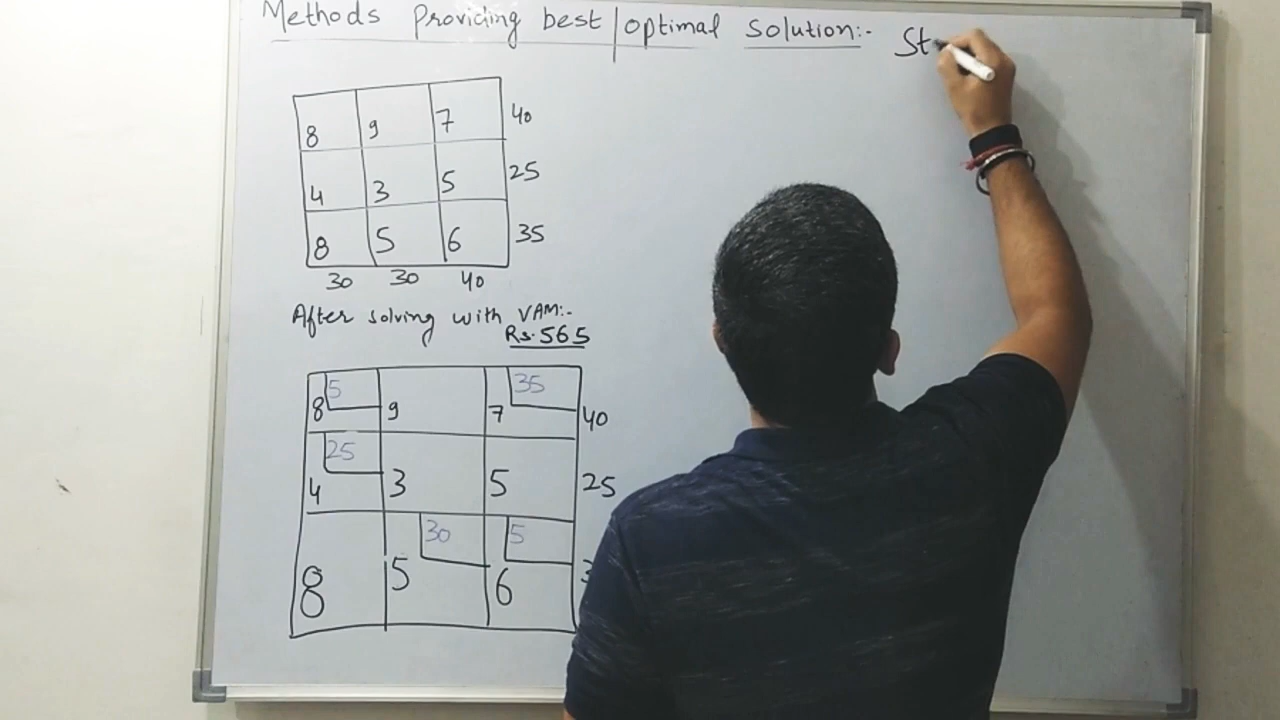 Methods Providing best/optimal solution:- St
8 9 7 40
4 3 5 25
8 5 6 35
30 30 40
After solving with VAM:-
Rs. 565
8 5 9 7 35 40
4 25 3 5 25
8 5 30 6 5